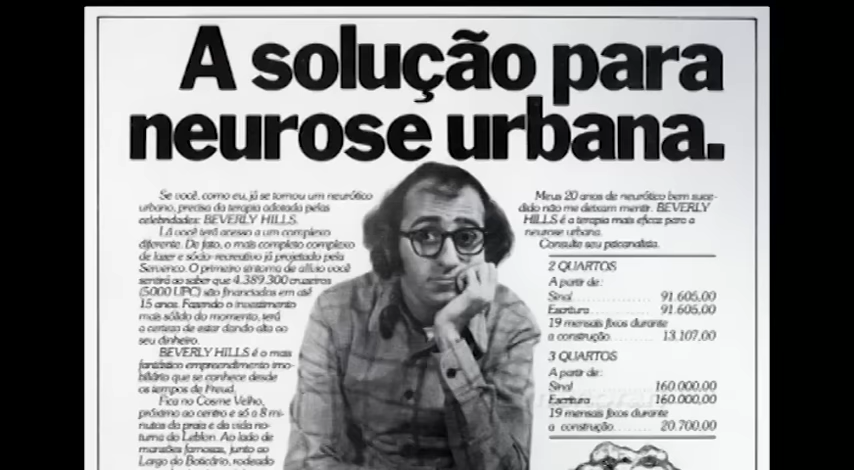 A solução para
neurose urbana.
Se você, como eu, já se tornou um neurótico
urbano, precisa da terapia adotada pelas
celebridades: BEVERLY HILLS.
Lá você terá acesso a um complexo
diferente. De fato, o mais completo complexo
de lazer e sócio-recreativo já projetado pela
Servenco. O primeiro sintoma de alívio você
sentirá ao saber que 4.389.300 cruzeiros
(5000 UPC) são financiados em até
15 anos. Fazendo o investimento
mais sólido do momento, terá
a certeza de estar dando alta ao
seu dinheiro.
BEVERLY HILLS é o mais
fantástico empreendimento imo-
biliário que se conhece desde
os tempos de Freud.
Fica no Cosme Velho,
próximo ao centro e só a 8 mi-
nutos da praia e da vida no-
turna do Leblon. Ao lado de
mansões famosas, junto ao
Largo do Boticário, rodeado
Meus 20 anos de neurótico bem suce-
dido não me deixam mentir. BEVERLY
HILLS é a terapia mais eficaz para a
neurose urbana.
Consulte seu psicanalista.
2 QUARTOS
A partir de:
Sinal 91.605,00
Escritura 91.605,00
19 mensais fixos durante
a construção 13.107,00
3 QUARTOS
A partir de:
Sinal 160.000,00
Escritura 160.000,00
19 mensais fixos durante
a construção 20.700,00